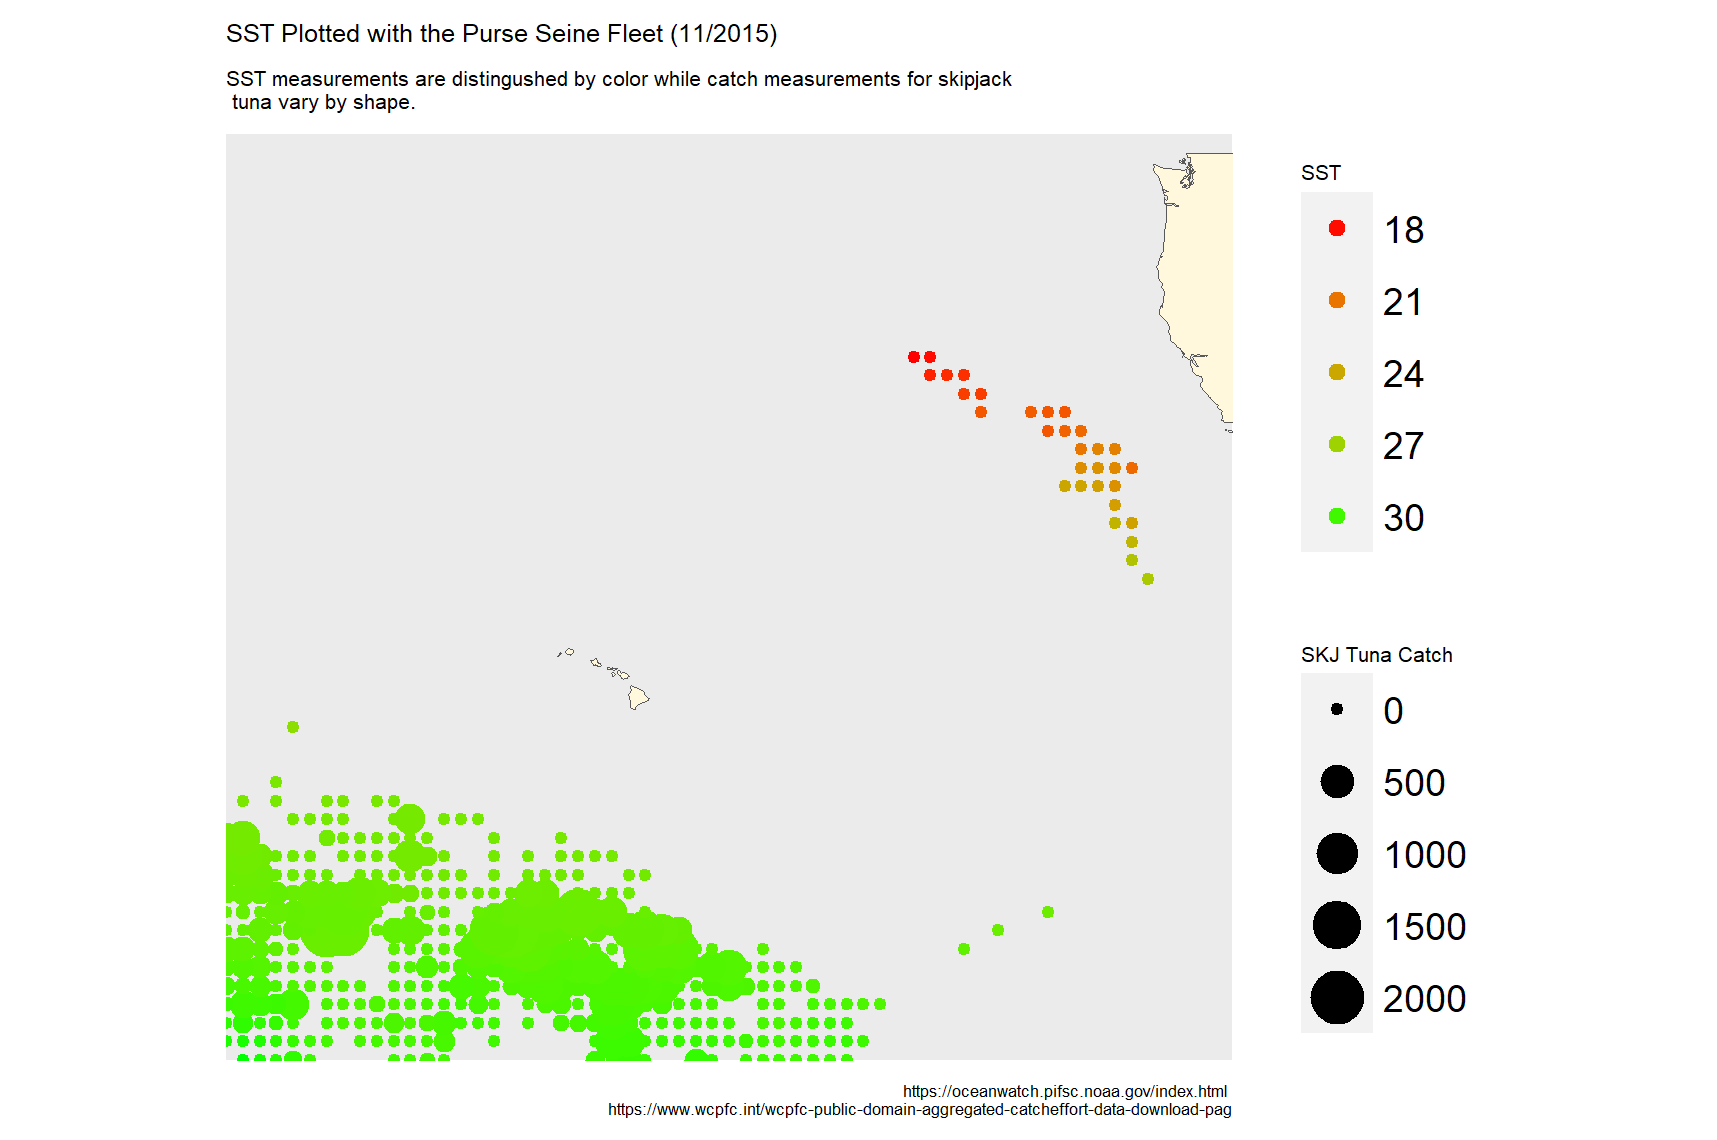 SST Plotted with the Purse Seine Fleet (11/2015)
SST measurements are distingushed by color while catch measurements for skipjack
tuna vary by shape.
SST
18
21
24
27
30
SKJ Tuna Catch
0
500
1000
1500
2000
https://oceanwatch.pifsc.noaa.gov/index.html
https://www.wcpfc.int/wcpfc-public-domain-aggregated-catcheffort-data-download-pag